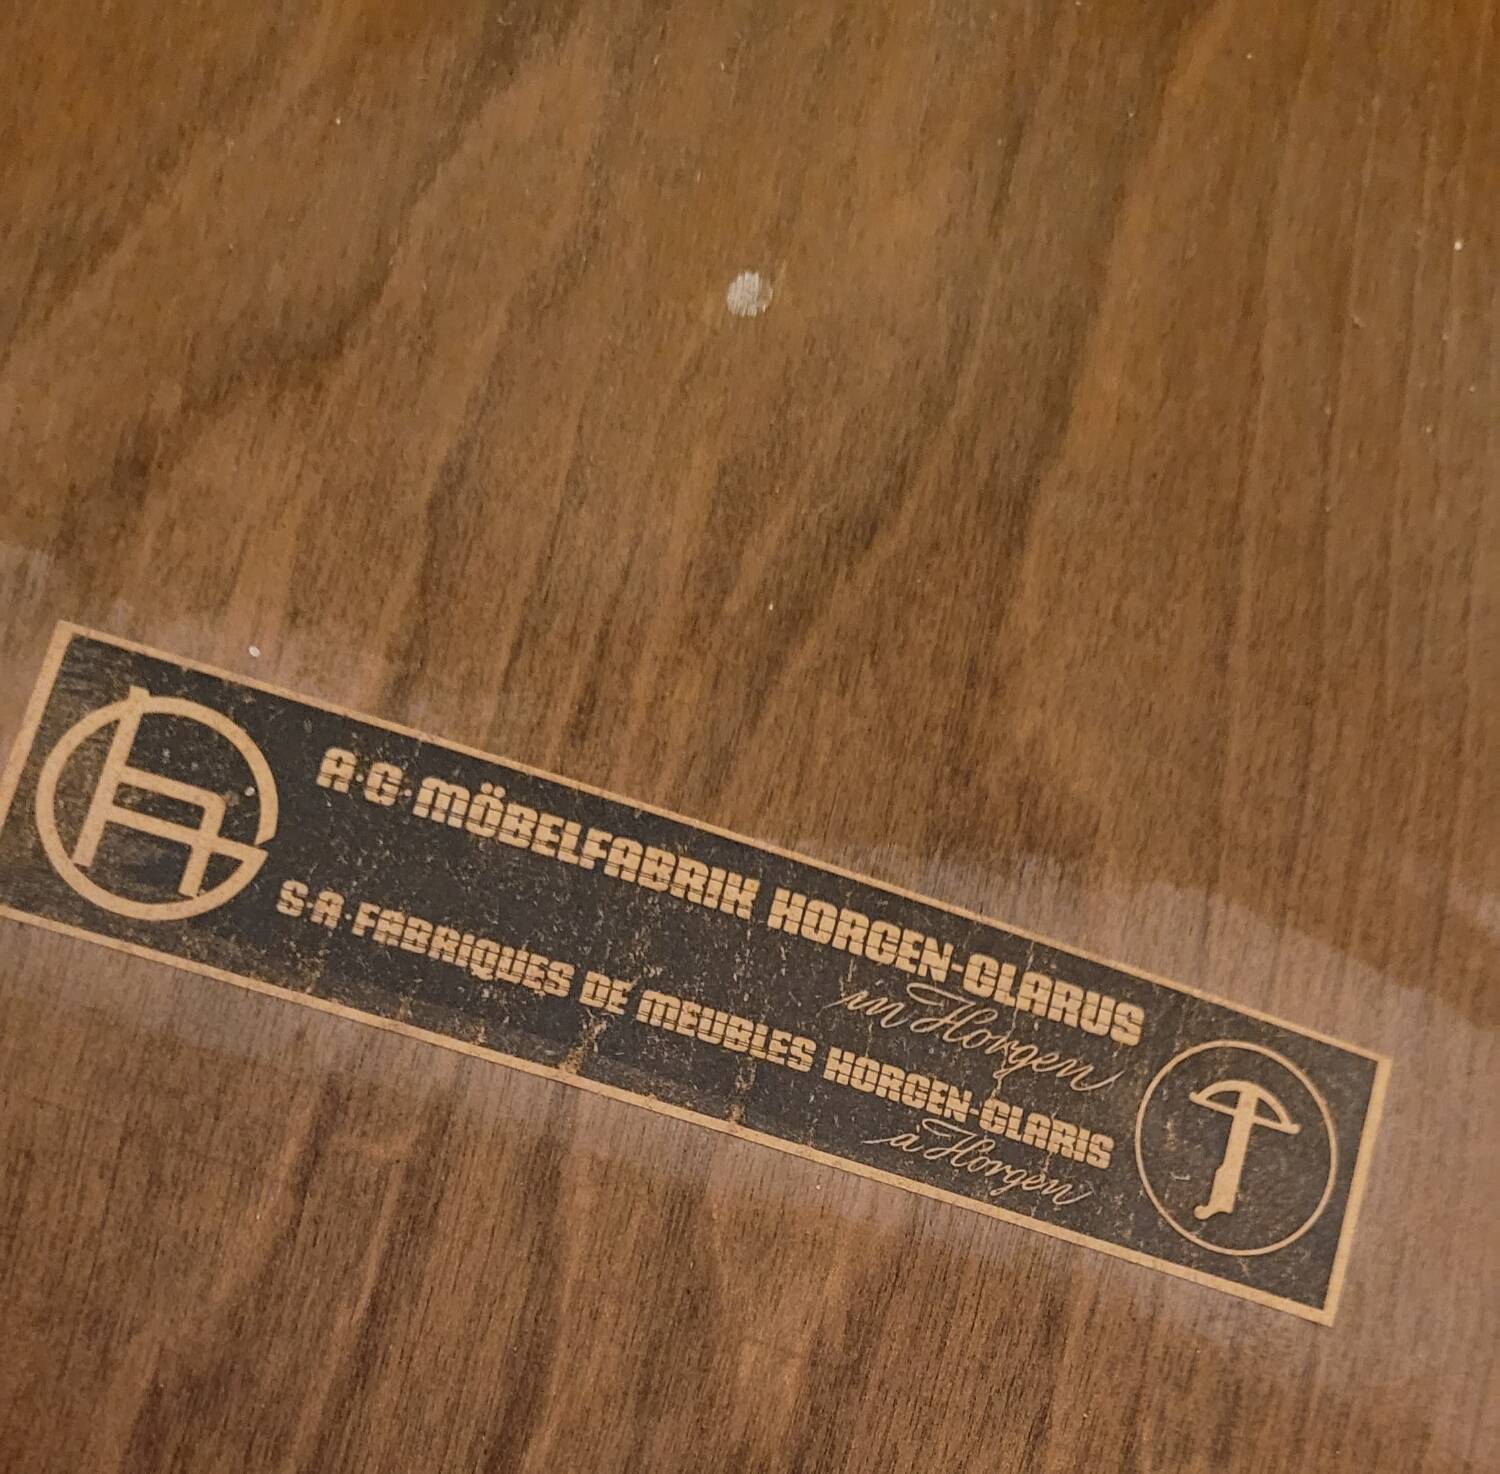 A·G·MÖBELFABRIK HORGEN-GLARUS
in Horgen
S·A·FABRIQUES DE MEUBLES HORGEN-GLARIS
à Horgen